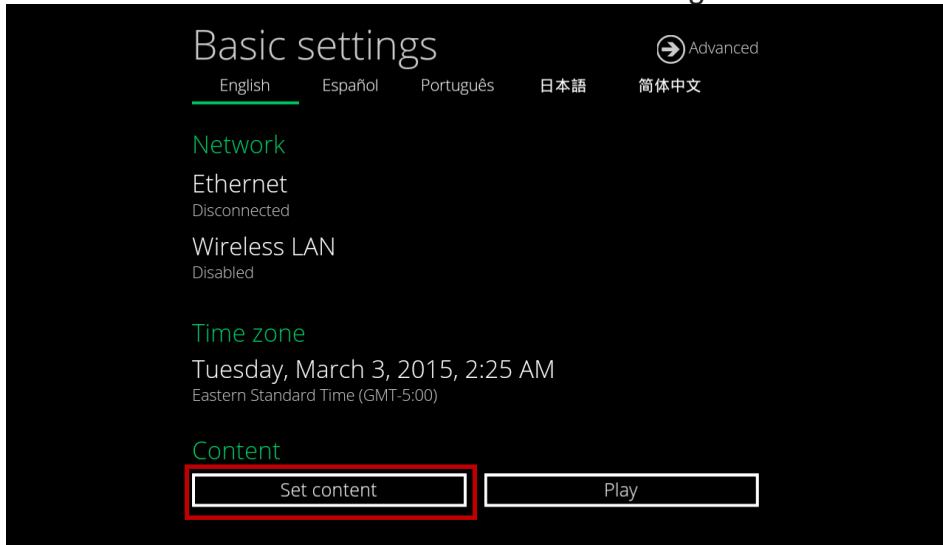 Basic settings
Advanced
English Español Português 日本語 简体中文
Network
Ethernet
Disconnected
Wireless LAN
Disabled
Time zone
Tuesday, March 3, 2015, 2:25 AM
Eastern Standard Time (GMT-5:00)
Content
Set content Play